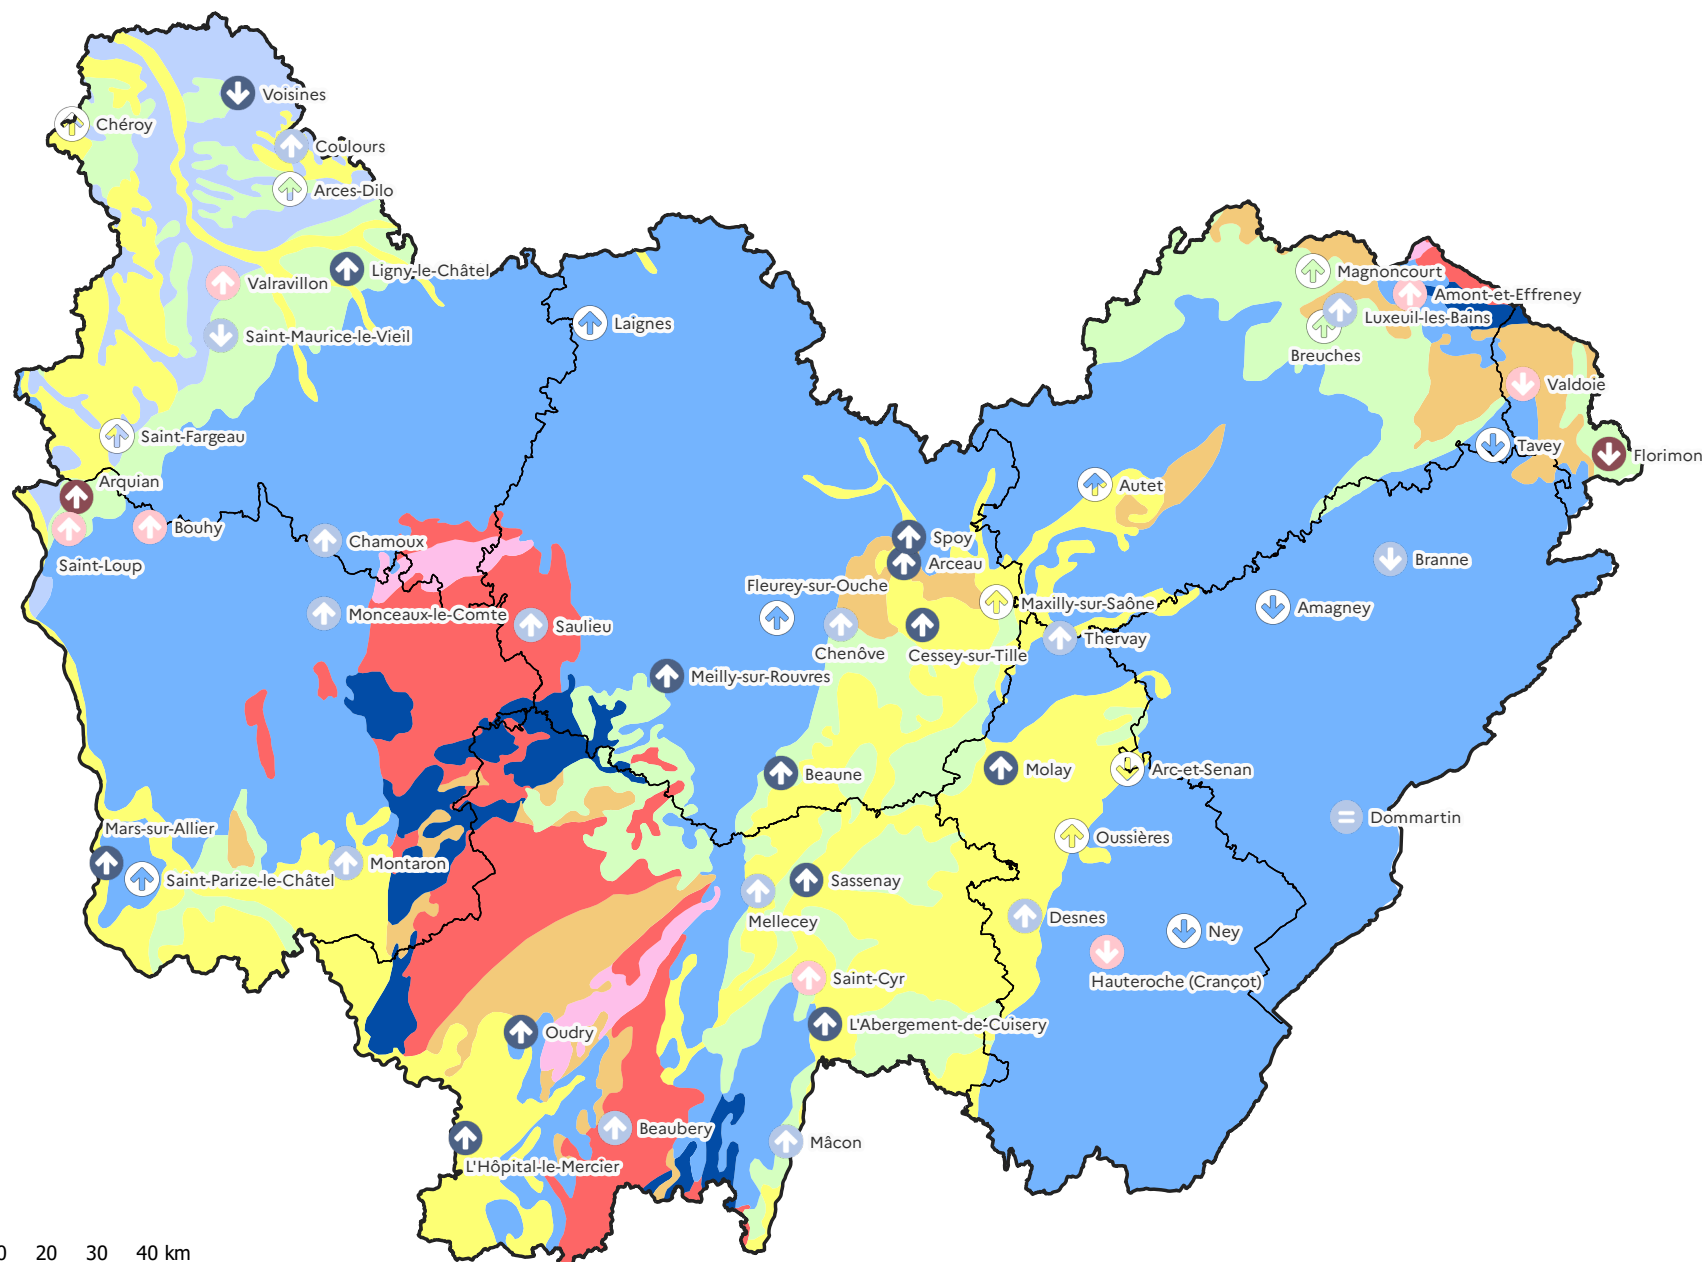 Voisines
Chéroy
Coulours
Arces-Dilo
Ligny-le-Châtel
Valravillon
Magnoncourt
Amont-et-Effreney
Luxeuil-les-Bains
Laignes
Saint-Maurice-le-Vieil
Breuches
Valdoie
Saint-Fargeau
Tavey
Florimon
Arquian
Autet
Bouhy
Spoy
Chamoux
Saint-Loup
Arceau
Branne
Fleurey-sur-Ouche
Maxilly-sur-Saône
Amagney
Monceaux-le-Comte
Saulieu
Thervay
Chenôve
Cessey-sur-Tille
Meilly-sur-Rouvres
Beaune
Molay
Arc-et-Senan
Dommartin
Mars-sur-Allier
Oussières
Montaron
Saint-Parize-le-Châtel
Sassenay
Mellecey
Desnes
Ney
Saint-Cyr
Hauteroche (Crançot)
L'Abergement-de-Cuisery
Oudry
Beaubery
Mâcon
L'Hôpital-le-Mercier
0 20 30 40 km